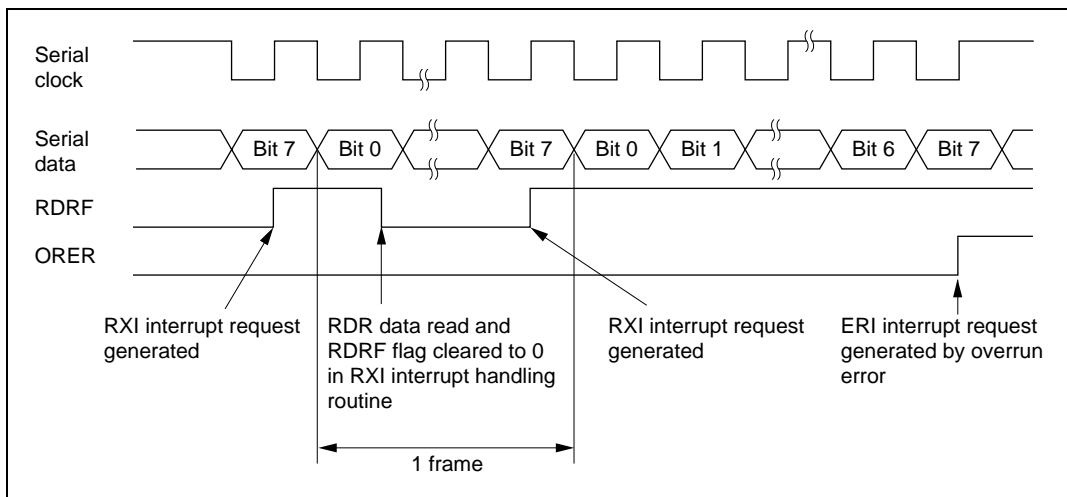 Serial
clock
Serial
data
Bit 7 Bit 0 Bit 7 Bit 0 Bit 1 Bit 6 Bit 7
RDRF
ORER
RXI interrupt request
generated
RDR data read and
RDRF flag cleared to 0
in RXI interrupt handling
routine
RXI interrupt request
generated
ERI interrupt request
generated by overrun
error
1 frame